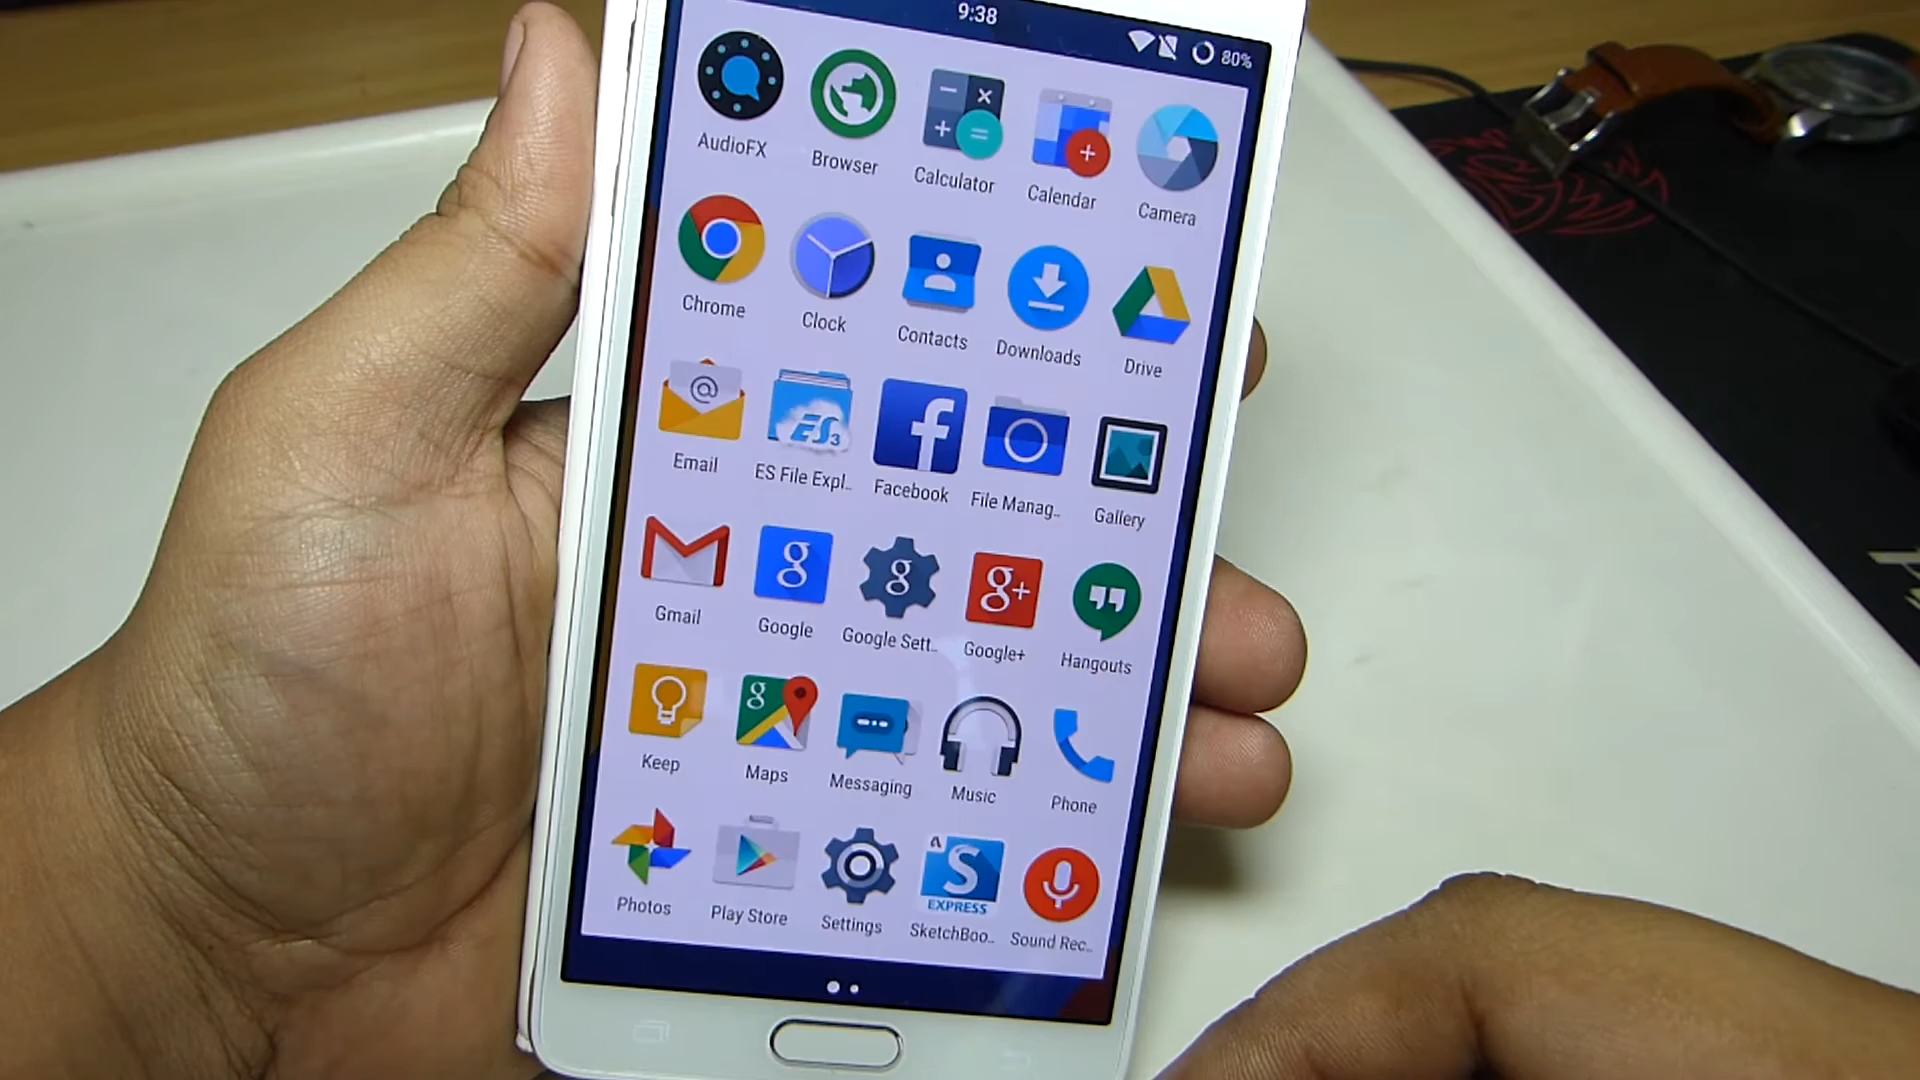 9:38
80%
AudioFX
Browser
Calculator
Calendar
Camera
Chrome
Clock
Contacts
Downloads
Drive
ES3
Email
ES File Expl..
Facebook
File Manag..
Gallery
g
g
g+
Gmail
Google
Google Sett..
Google+
Hangouts
g
Keep
Maps
Messaging
Music
Phone
A
S
EXPRESS
Photos
Play Store
Settings
SketchBoo..
Sound Rec..